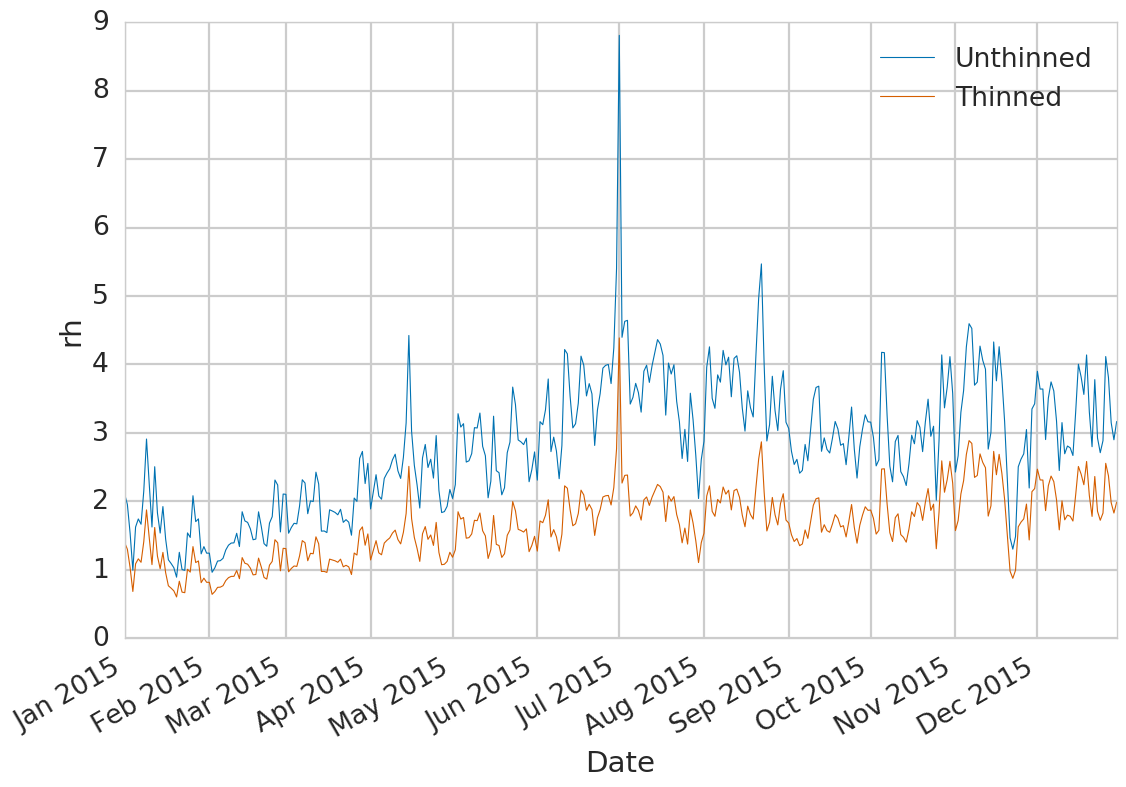 9
8
7
6
5
4
3
2
1
0
rh
Unthinned
Thinned
Jan 2015
Feb 2015
Mar 2015
Apr 2015
May 2015
Jun 2015
Jul 2015
Aug 2015
Sep 2015
Oct 2015
Nov 2015
Dec 2015
Date